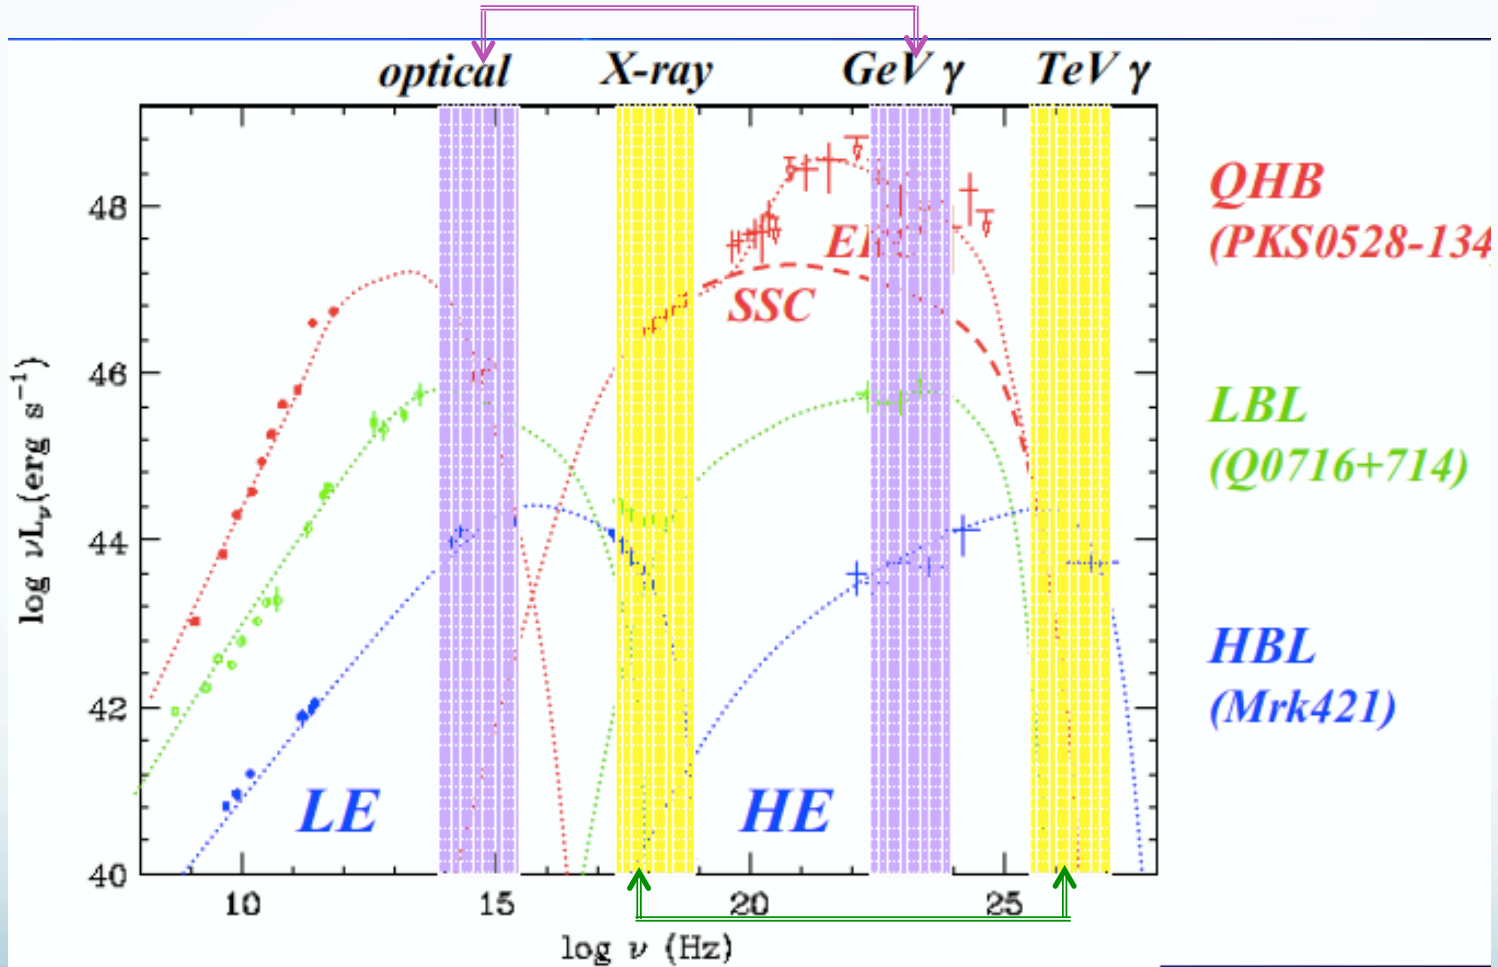 optical X-ray GeV γ TeV γ
48
46
44
42
40
log νLν(erg s⁻¹)
SSC
LE
HE
10 15 20 25
log ν (Hz)
QHB
(PKS0528-134
LBL
(Q0716+714)
HBL
(Mrk421)